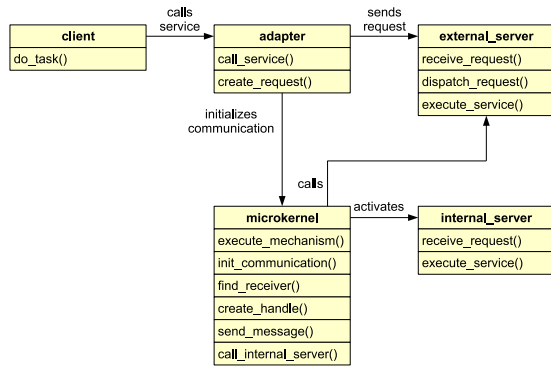 calls
service
sends
request
client
do_task()
adapter
call_service()
create_request()
external_server
receive_request()
dispatch_request()
execute_service()
initializes
communication
calls
activates
microkernel
execute_mechanism()
init_communication()
find_receiver()
create_handle()
send_message()
call_internal_server()
internal_server
receive_request()
execute_service()